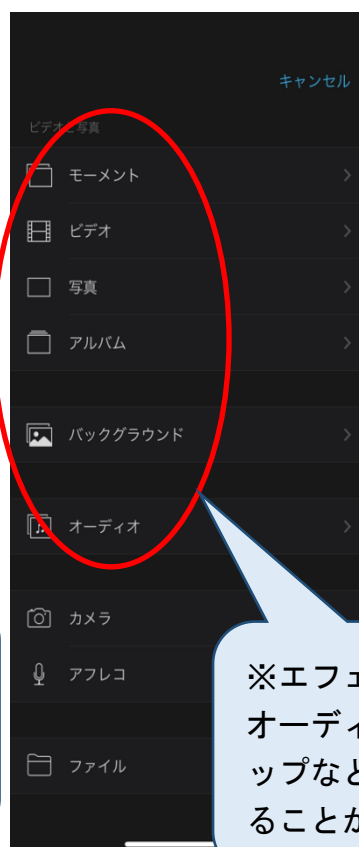 キャンセル
ビデオと写真
モーメント
ビデオ
写真
アルバム
バックグラウンド
オーディオ
カメラ
アフレコ
ファイル
※エフェ
オーディ
ップなど
ることが